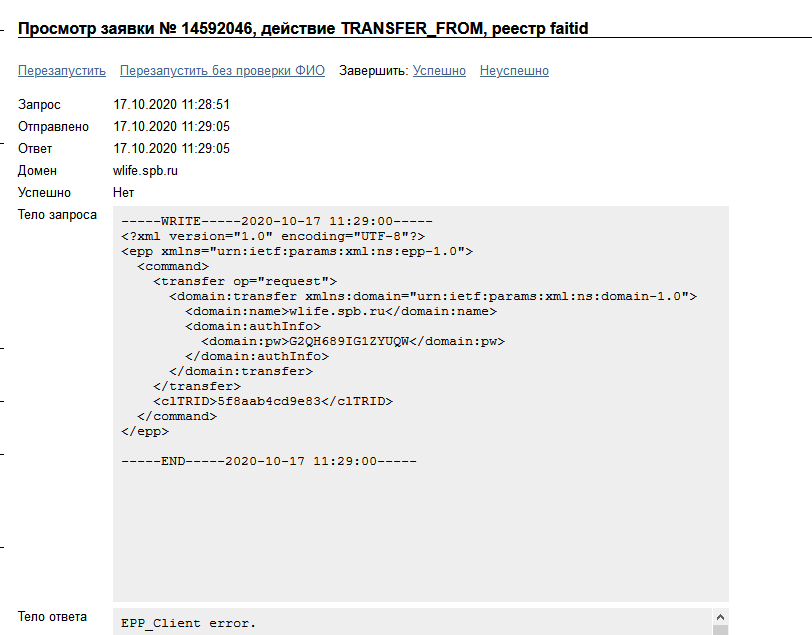 Просмотр заявки № 14592046, действие TRANSFER_FROM, реестр faitid
Перезапустить Перезапустить без проверки ФИО Завершить: Успешно Неуспешно
Запрос 17.10.2020 11:28:51
Отправлено 17.10.2020 11:29:05
Ответ 17.10.2020 11:29:05
Домен wlife.spb.ru
Успешно Нет
Тело запроса
-----WRITE-----2020-10-17 11:29:00-----
<?xml version="1.0" encoding="UTF-8"?>
<epp xmlns="urn:ietf:params:xml:ns:epp-1.0">
  <command>
    <transfer op="request">
      <domain:transfer xmlns:domain="urn:ietf:params:xml:ns:domain-1.0">
        <domain:name>wlife.spb.ru</domain:name>
        <domain:authInfo>
          <domain:pw>G2QH689IG1ZYUQW</domain:pw>
        </domain:authInfo>
      </domain:transfer>
    </transfer>
    <clTRID>5f8aab4cd9e83</clTRID>
  </command>
</epp>
-----END-----2020-10-17 11:29:00-----
Тело ответа EPP_Client error.